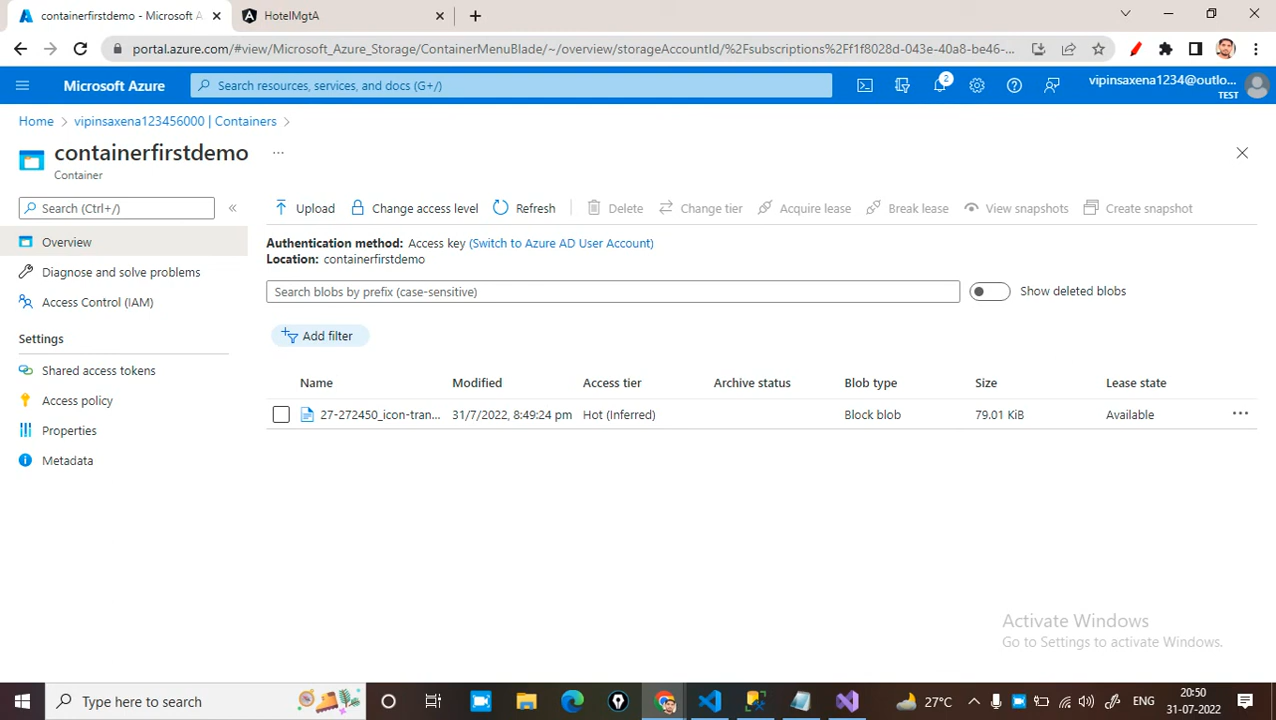 containerfirstdemo - Microsoft A
HotelMgtA
portal.azure.com/#view/Microsoft_Azure_Storage/ContainerMenuBlade/~/overview/storageAccountId/%2Fsubscriptions%2Ff1f8028d-043e-40a8-be46-...
Microsoft Azure
Search resources, services, and docs (G+/)
2
vipinsaxena1234@outlo...
TEST
Home > vipinsaxena123456000 | Containers >
containerfirstdemo ...
Container
Search (Ctrl+/)
«
Upload Change access level Refresh Delete Change tier Acquire lease Break lease View snapshots Create snapshot
Overview
Diagnose and solve problems
Access Control (IAM)
Settings
Shared access tokens
Access policy
Properties
Metadata
Authentication method: Access key (Switch to Azure AD User Account)
Location: containerfirstdemo
Search blobs by prefix (case-sensitive)
Show deleted blobs
Add filter
Name Modified Access tier Archive status Blob type Size Lease state
27-272450_icon-tran... 31/7/2022, 8:49:24 pm Hot (Inferred) Block blob 79.01 KiB Available ...
Activate Windows
Go to Settings to activate Windows.
Type here to search
27°C
ENG
20:50
31-07-2022